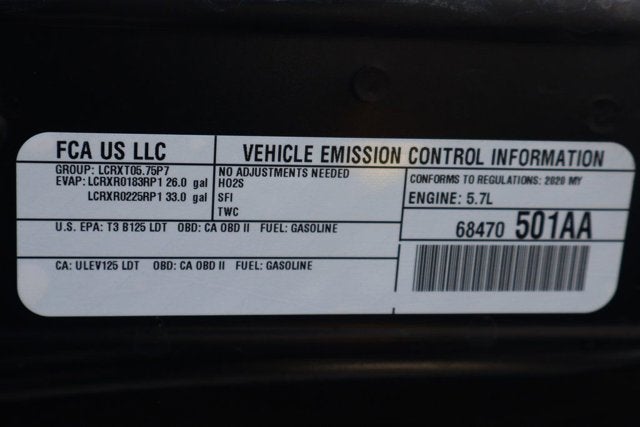 FCA US LLC
VEHICLE EMISSION CONTROL INFORMATION
GROUP: LCRXT05.75P7
EVAP: LCRXR0183RP1 26.0 gal
LCRXR0225RP1 33.0 gal
NO ADJUSTMENTS NEEDED
HO2S
SFI
TWC
CONFORMS TO REGULATIONS: 2020 MY
ENGINE: 5.7L
68470 501AA
U.S. EPA: T3 B125 LDT OBD: CA OBD II FUEL: GASOLINE
CA: ULEV125 LDT OBD: CA OBD II FUEL: GASOLINE